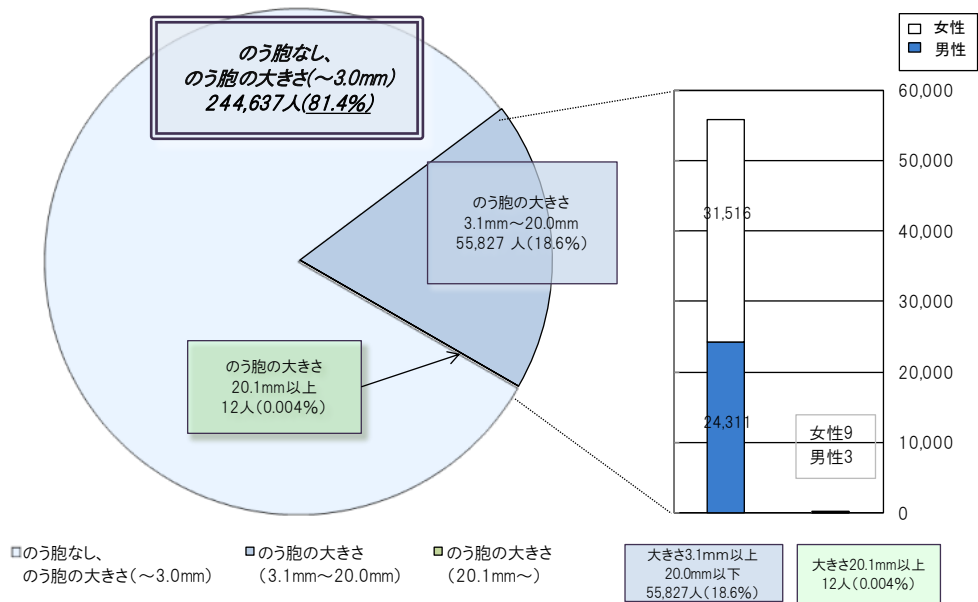 のう胞なし、
のう胞の大きさ(～3.0mm)
244,637人(81.4%)
のう胞の大きさ
3.1mm～20.0mm
55,827 人(18.6%)
のう胞の大きさ
20.1mm以上
12人(0.004%)
女性
男性
60,000
50,000
40,000
30,000
20,000
10,000
0
31,516
24,311
女性9
男性3
のう胞なし、
のう胞の大きさ(～3.0mm)
のう胞の大きさ
(3.1mm～20.0mm)
のう胞の大きさ
(20.1mm～)
大きさ3.1mm以上
20.0mm以下
55,827人(18.6%)
大きさ20.1mm以上
12人(0.004%)